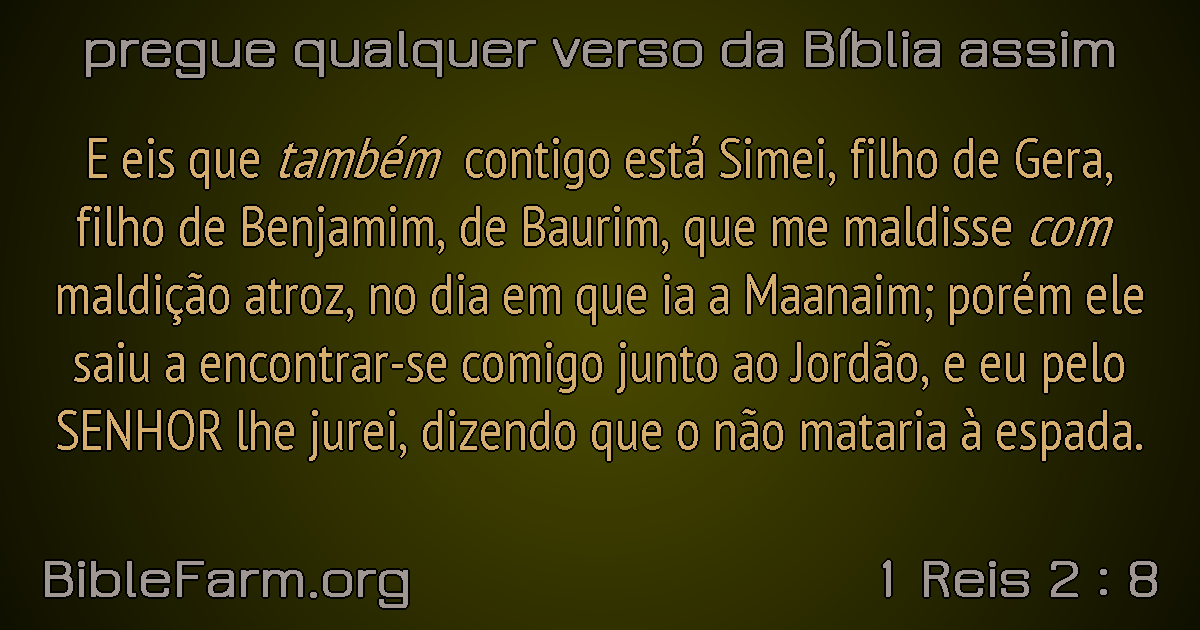 pregue qualquer verso da Bíblia assim
E eis que também contigo está Simei, filho de Gera,
filho de Benjamim, de Baurim, que me maldisse com
maldição atroz, no dia em que ia a Maanaim; porém ele
saiu a encontrar-se comigo junto ao Jordão, e eu pelo
SENHOR lhe jurei, dizendo que o não mataria à espada.
BibleFarm.org
1 Reis 2 : 8